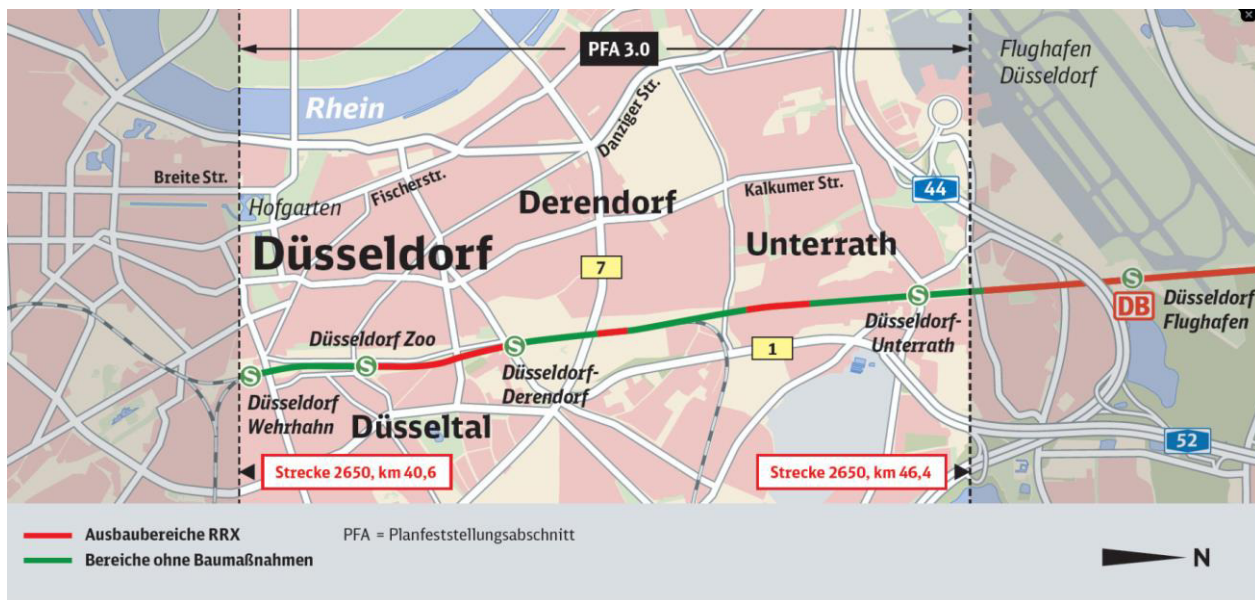 PFA 3.0
Flughafen
Düsseldorf
Rhein
Danziger Str.
Breite Str.
Fischerstr.
Kalkumer Str.
44
Hofgarten
Derendorf
Düsseldorf
Unterrath
7
S
DB
Düsseldorf
Flughafen
S
Düsseldorf-
Unterrath
Düsseldorf Zoo
S
S
1
Düsseldorf-
Derendorf
S
Düsseldorf
Wehrhahn
Düsseltal
52
Strecke 2650, km 40,6
Strecke 2650, km 46,4
Ausbaubereiche RRX
PFA = Planfeststellungsabschnitt
Bereiche ohne Baumaßnahmen
N